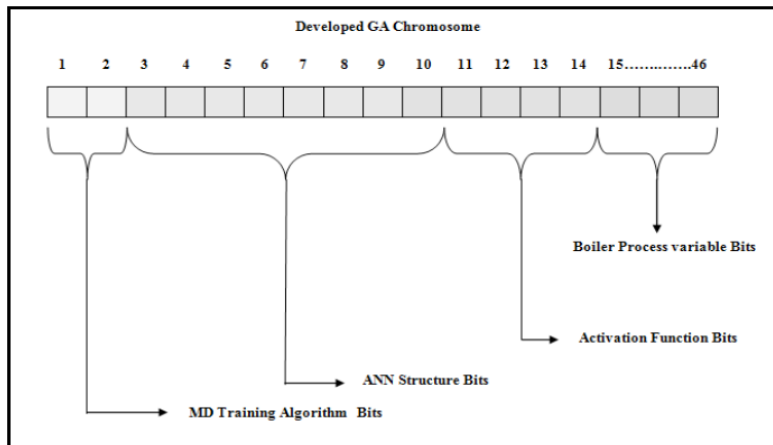 Developed GA Chromosome
1 2 3 4 5 6 7 8 9 10 11 12 13 14 15…………46
Boiler Process variable Bits
Activation Function Bits
ANN Structure Bits
MD Training Algorithm Bits